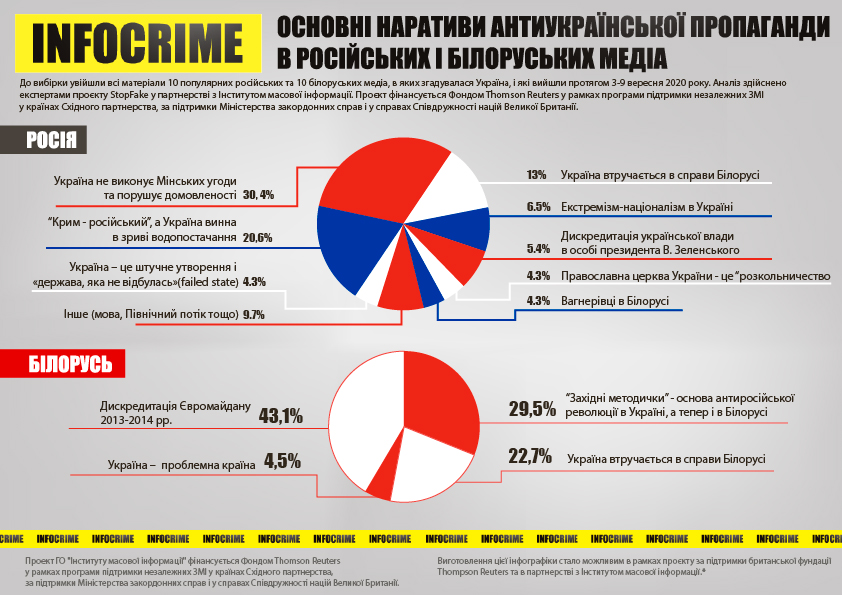 INFOCRIME
ОСНОВНІ НАРАТИВИ АНТИУКРАЇНСЬКОЇ ПРОПАГАНДИ
В РОСІЙСЬКИХ І БІЛОРУСЬКИХ МЕДІА
До вибірки увійшли всі матеріали 10 популярних російських та 10 білоруських медіа, в яких згадувалася Україна, і які вийшли протягом 3-9 вересня 2020 року. Аналіз здійснено
експертами проєкту StopFake у партнерстві з Інститутом масової інформації. Проект фінансується Фондом Thomson Reuters у рамках програми підтримки незалежних ЗМІ
у країнах Східного партнерства, за підтримки Міністерства закордонних справ і у справах Співдружності націй Великої Британії.
РОСІЯ
Україна не виконує Мінських угоди
та порушує домовленості 30, 4%
“Крим - російський”, а Україна винна
в зриві водопостачання 20,6%
Україна – це штучне утворення і
«держава, яка не відбулась»(failed state) 4.3%
Інше (мова, Північний потік тощо) 9.7%
13% Україна втручається в справи Білорусі
6.5% Екстремізм-націоналізм в Україні
Дискредитація української влади
5.4% в особі президента В. Зеленського
4.3% Православна церква України - це “розкольничество
4.3% Вагнерівці в Білорусі
БІЛОРУСЬ
Дискредитація Євромайдану 43,1%
2013-2014 рр.
Україна – проблемна країна 4,5%
29,5% “Західні методички” - основа антиросійської
революції в Україні, а тепер і в Білорусі
22,7% Україна втручається в справи Білорусі
CRIME INFOCRIME INFOCRIME INFOCRIME INFOCRIME INFOCRIME INFOCRIME INFOCRIME INFOCRIME INFOCRIME INFOCRIME INFOCRIME INFOCRIME INFOCRIME INFOCRIME INFOC
Проект ГО "Інституту масової інформації" фінансується Фондом Thomson Reuters
у рамках програми підтримки незалежних ЗМІ у країнах Східного партнерства,
за підтримки Міністерства закордонних справ і у справах Співдружності націй Великої Британії.
Виготовлення цієї інфографіки стало можливим в рамках проєкту за підтримки британської фундації
Thompson Reuters та в партнерстві з Інститутом масової інформації.*